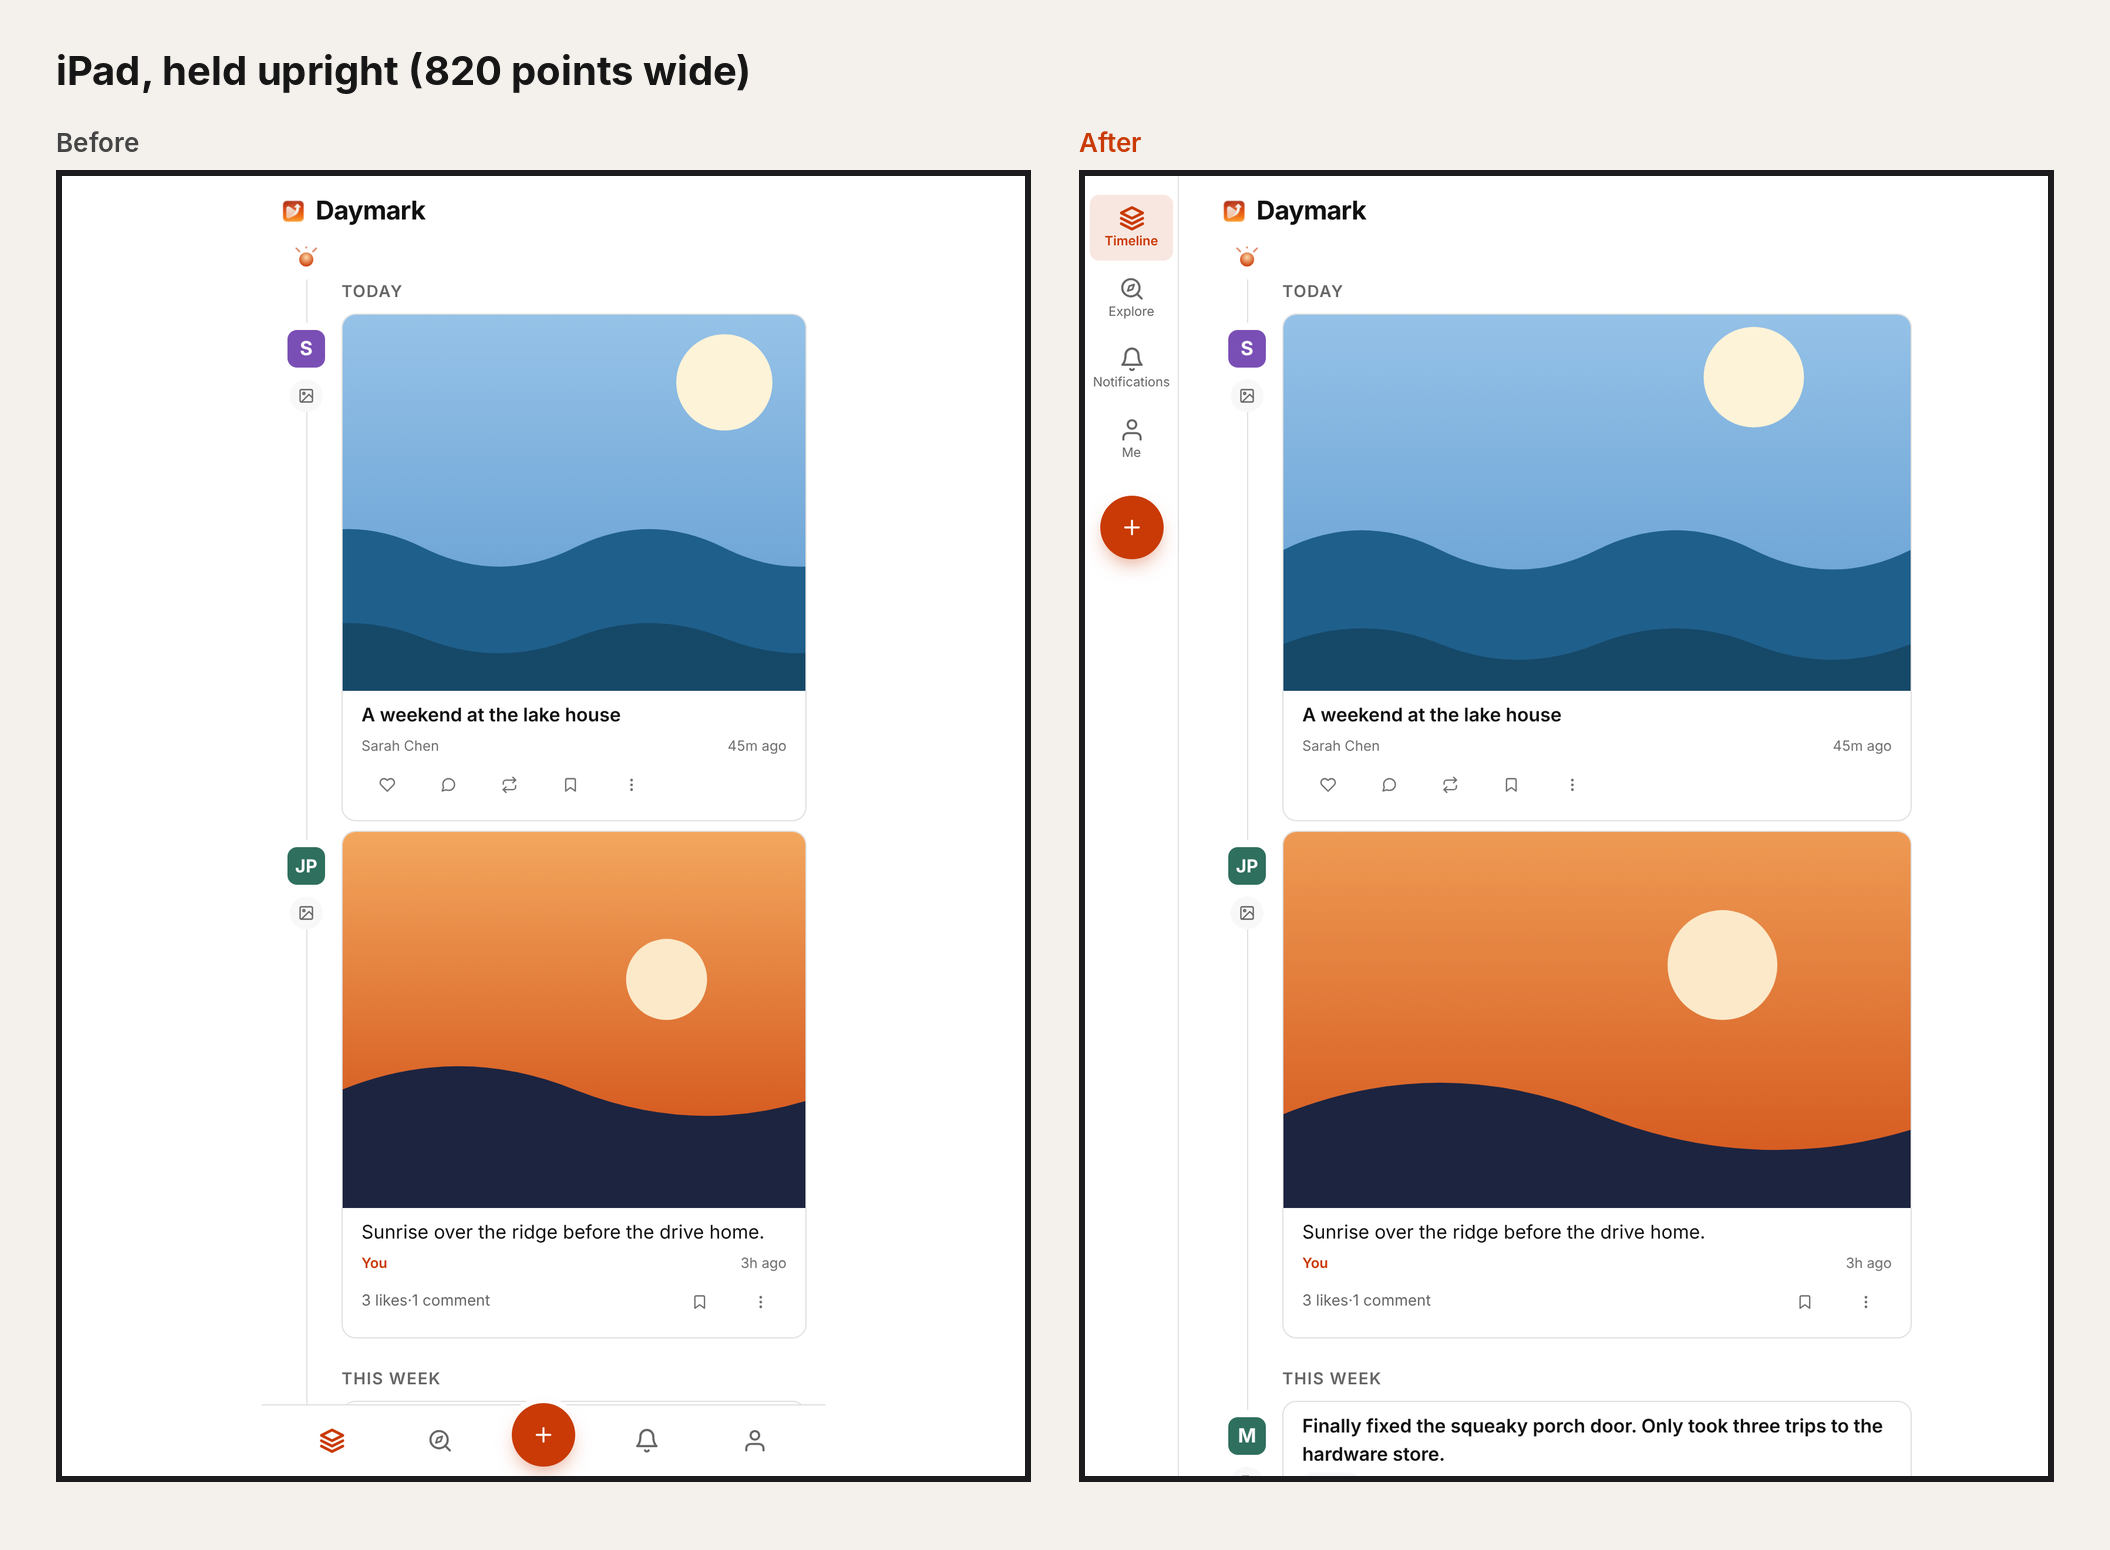 iPad, held upright (820 points wide)
Before
Daymark
TODAY
S
A weekend at the lake house
Sarah Chen
45m ago
JP
Sunrise over the ridge before the drive home.
You
3h ago
3 likes·1 comment
THIS WEEK
After
Timeline
Explore
Notifications
Me
Daymark
TODAY
S
A weekend at the lake house
Sarah Chen
45m ago
JP
Sunrise over the ridge before the drive home.
You
3h ago
3 likes·1 comment
THIS WEEK
M
Finally fixed the squeaky porch door. Only took three trips to the
hardware store.